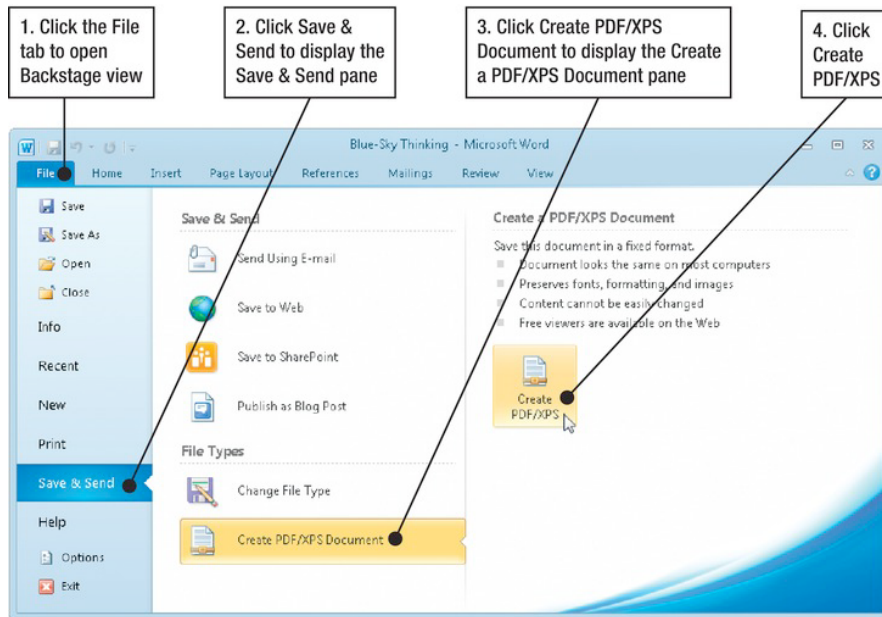 1. Click the File
tab to open
Backstage view
2. Click Save &
Send to display the
Save & Send pane
3. Click Create PDF/XPS
Document to display the Create
a PDF/XPS Document pane
4. Click
Create
PDF/XPS
Blue-Sky Thinking - Microsoft Word
File Home Insert Page Layout References Mailings Review View
Save
Save As
Open
Close
Info
Recent
New
Print
Save & Send
Help
Options
Exit
Save & Send
Send Using E-mail
Save to Web
Save to SharePoint
Publish as Blog Post
File Types
Change File Type
Create PDF/XPS Document
Create a PDF/XPS Document
Save this document in a fixed format.
Document looks the same on most computers
Preserves fonts, formatting, and images
Content cannot be easily changed
Free viewers are available on the Web
Create
PDF/XPS